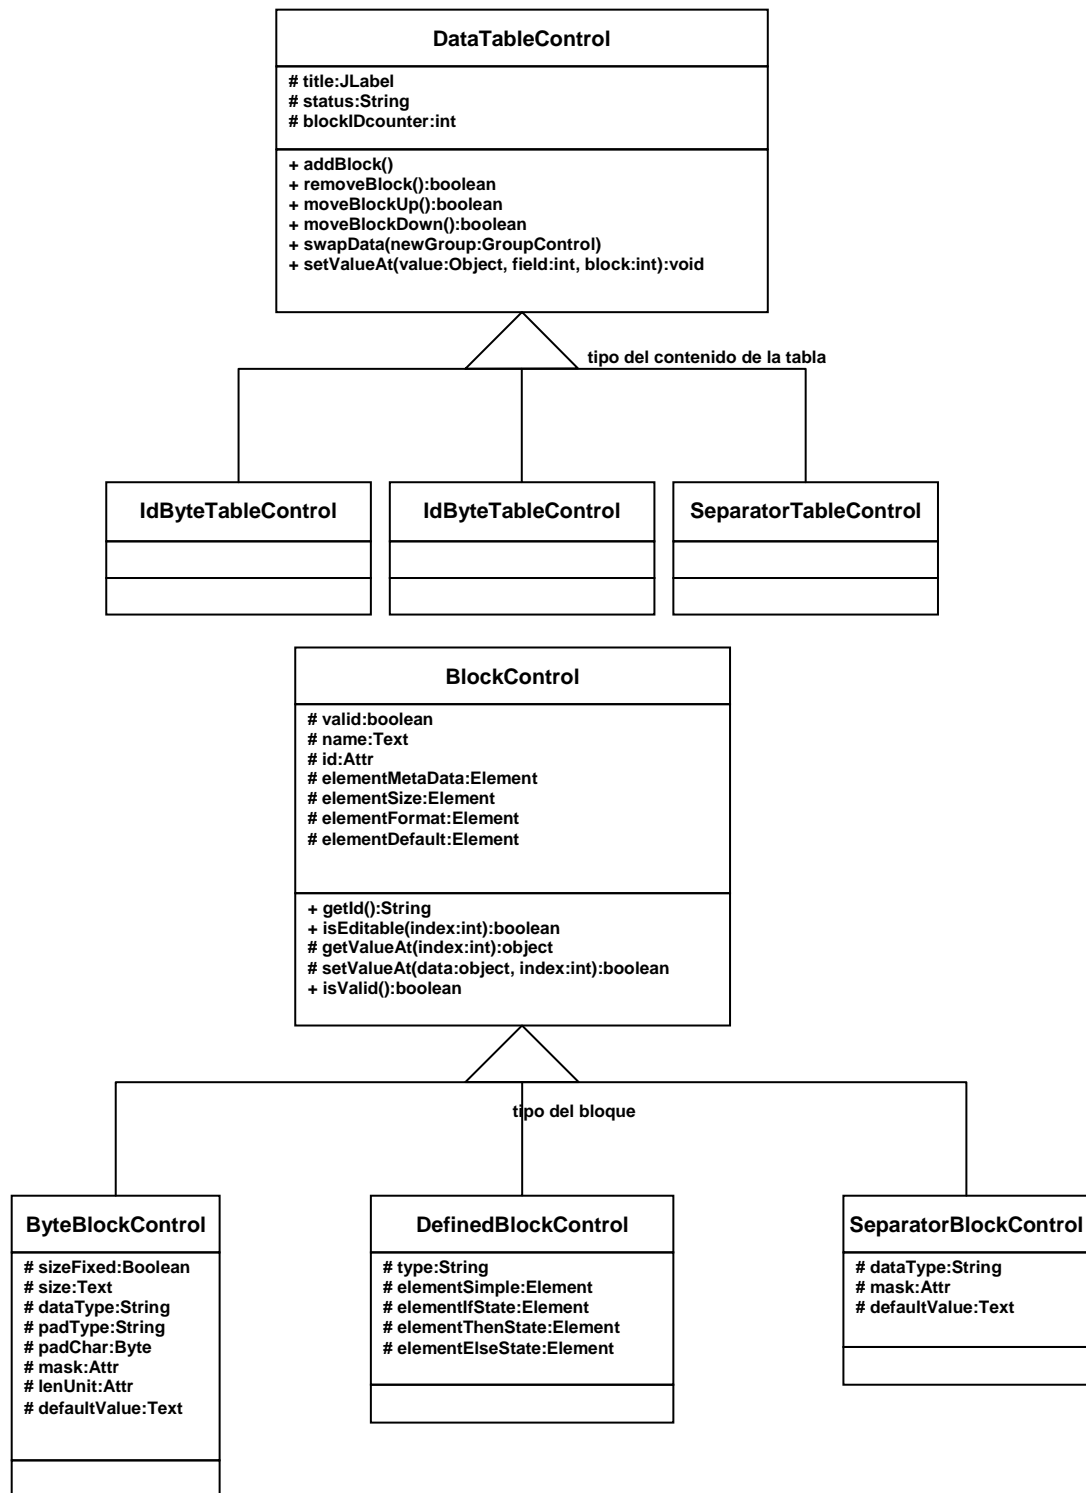 DataTableControl
# title:JLabel
# status:String
# blockIDcounter:int
+ addBlock()
+ removeBlock():boolean
+ moveBlockUp():boolean
+ moveBlockDown():boolean
+ swapData(newGroup:GroupControl)
+ setValueAt(value:Object, field:int, block:int):void
tipo del contenido de la tabla
IdByteTableControl
IdByteTableControl
SeparatorTableControl
BlockControl
# valid:boolean
# name:Text
# id:Attr
# elementMetaData:Element
# elementSize:Element
# elementFormat:Element
# elementDefault:Element
+ getId():String
+ isEditable(index:int):boolean
# getValueAt(index:int):object
# setValueAt(data:object, index:int):boolean
+ isValid():boolean
tipo del bloque
ByteBlockControl
# sizeFixed:Boolean
# size:Text
# dataType:String
# padType:String
# padChar:Byte
# mask:Attr
# lenUnit:Attr
# defaultValue:Text
DefinedBlockControl
# type:String
# elementSimple:Element
# elementIfState:Element
# elementThenState:Element
# elementElseState:Element
SeparatorBlockControl
# dataType:String
# mask:Attr
# defaultValue:Text